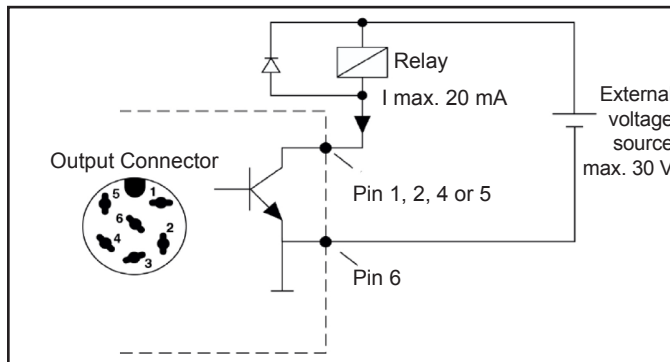 Relay
I max. 20 mA
External
voltage
source
max. 30 V
Output Connector
Pin 1, 2, 4 or 5
5
1
6
4
2
3
Pin 6